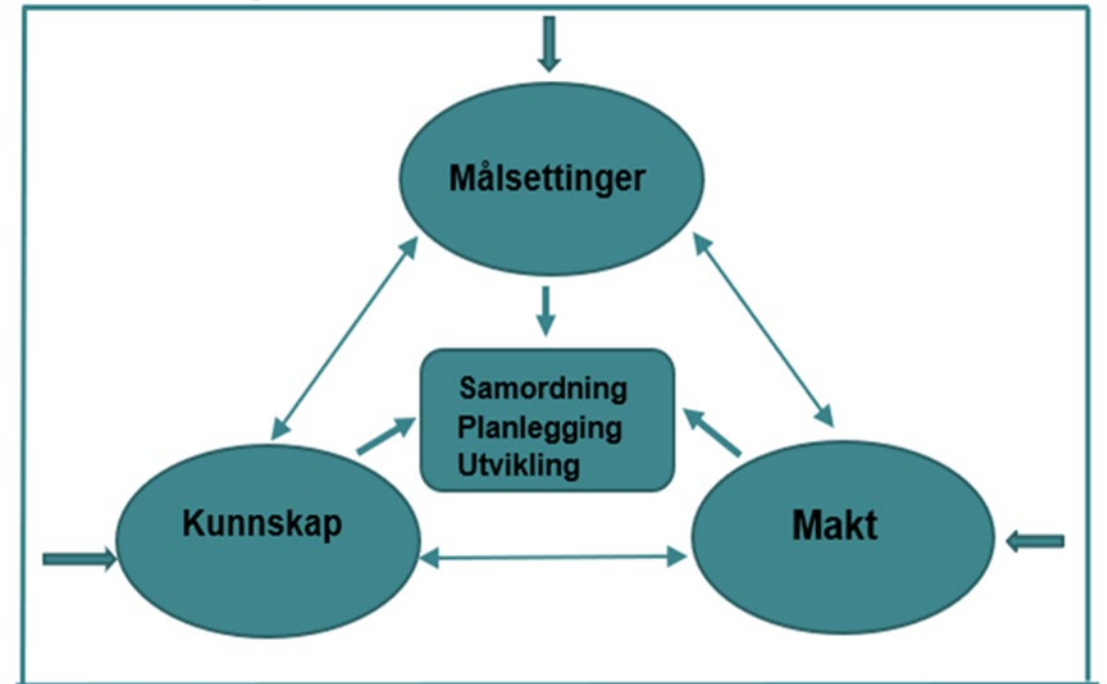 Målsettinger
Samordning
Planlegging
Utvikling
Kunnskap
Makt